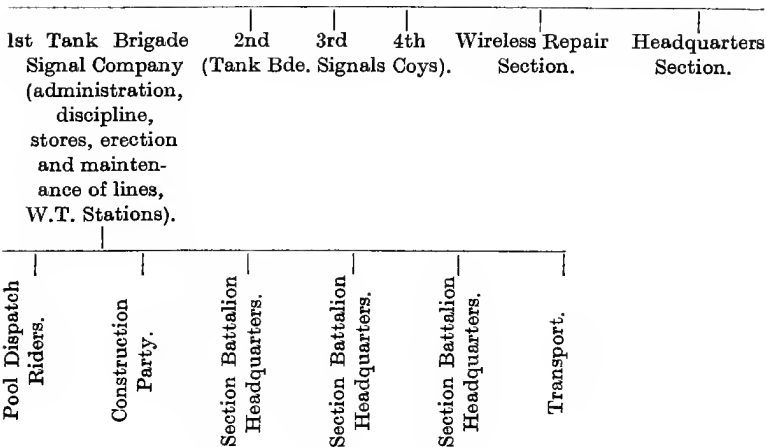 1st Tank Brigade
Signal Company
(administration,
discipline,
stores, erection
and mainten-
ance of lines,
W.T. Stations).
2nd 3rd 4th
(Tank Bde. Signals Coys).
Wireless Repair
Section.
Headquarters
Section.
Pool Dispatch
Riders.
Construction
Party.
Section Battalion
Headquarters.
Section Battalion
Headquarters.
Section Battalion
Headquarters.
Transport.